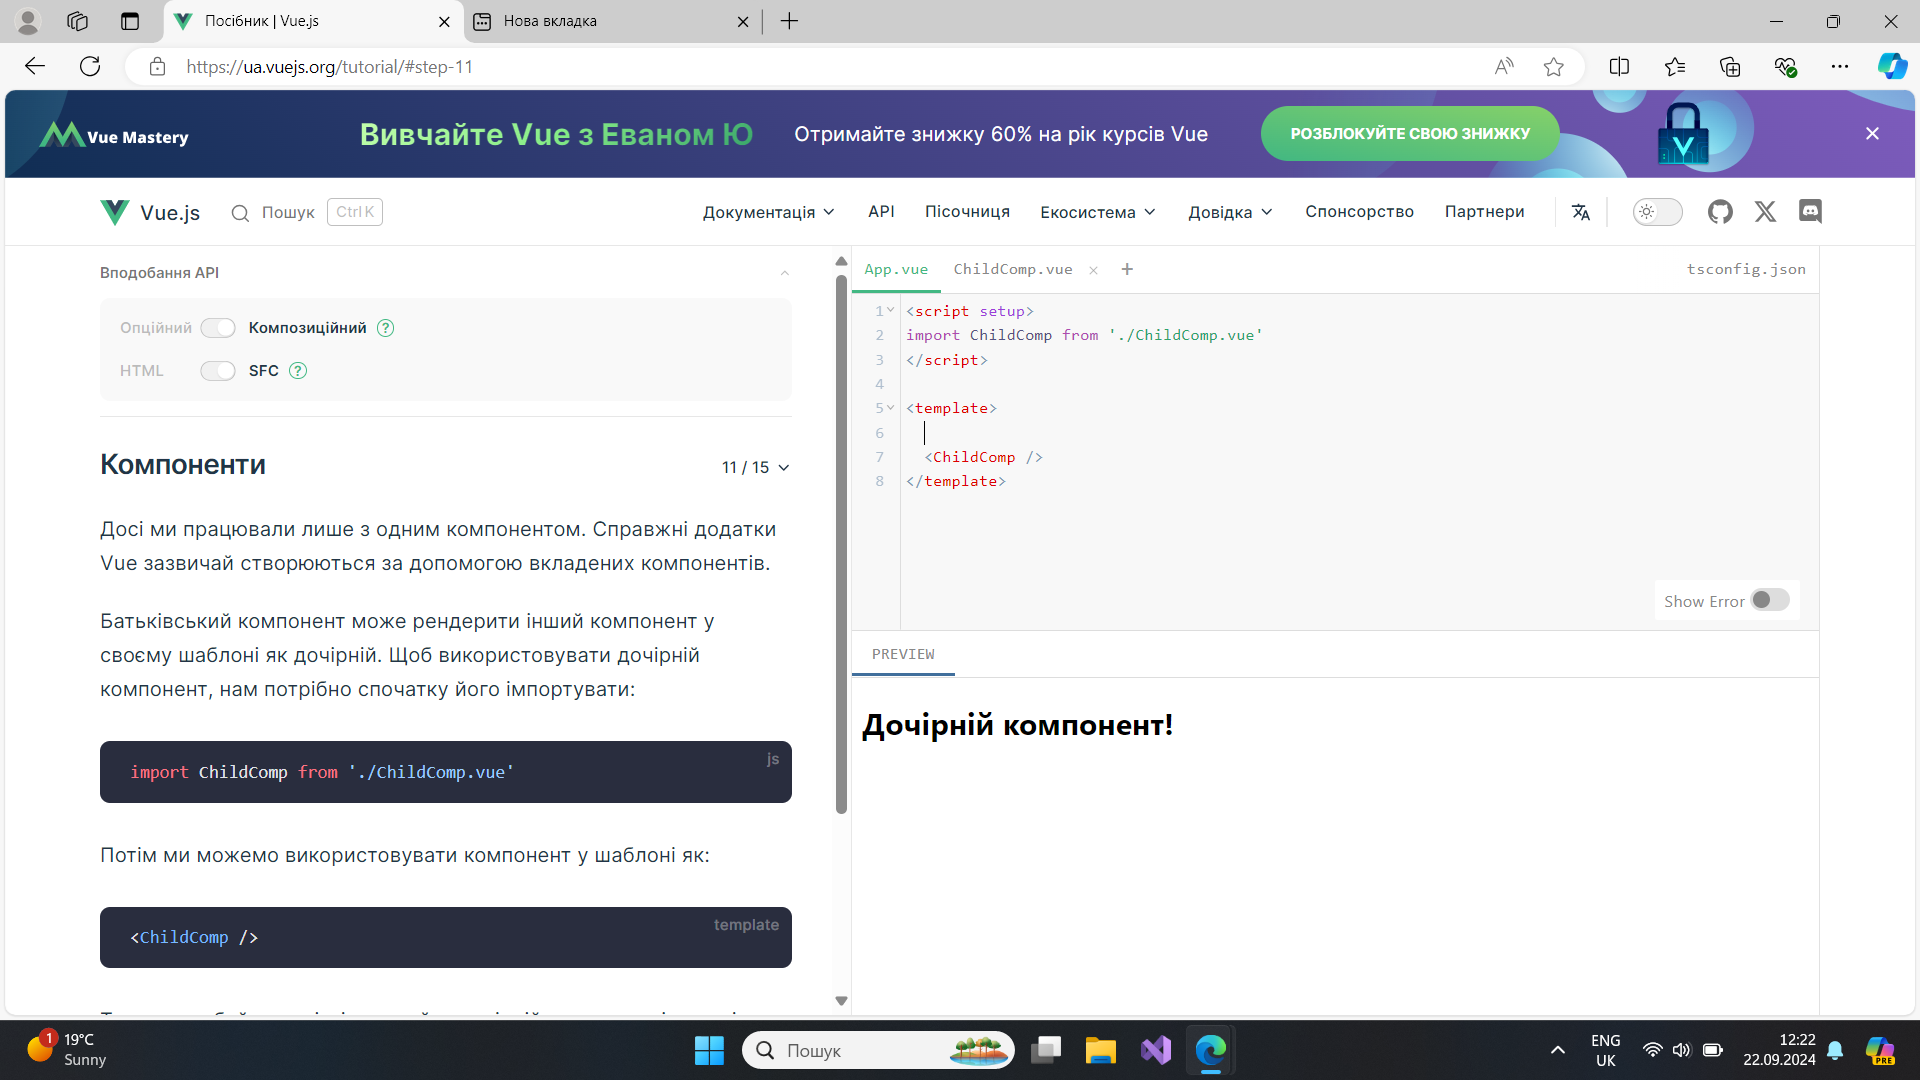 Посібник | Vue.js
Нова вкладка
https://ua.vuejs.org/tutorial/#step-11
Vue Mastery
Вивчайте Vue з Еваном Ю
Отримайте знижку 60% на рік курсів Vue
РОЗБЛОКУЙТЕ СВОЮ ЗНИЖКУ
Vue.js
Пошук
Ctrl K
Документація
API
Пісочниця
Екосистема
Довідка
Спонсорство
Партнери
Вподобання API
Опційний
Композиційний
?
HTML
SFC
?
Компоненти
11 / 15
Досі ми працювали лише з одним компонентом. Справжні додатки
Vue зазвичай створюються за допомогою вкладених компонентів.
Батьківський компонент може рендерити інший компонент у
своєму шаблоні як дочірній. Щоб використовувати дочірній
компонент, нам потрібно спочатку його імпортувати:
js
import ChildComp from './ChildComp.vue'
Потім ми можемо використовувати компонент у шаблоні як:
template
<ChildComp />
App.vue
ChildComp.vue
+
tsconfig.json
1 <script setup>
2 import ChildComp from './ChildComp.vue'
3 </script>
4
5 <template>
6
7 <ChildComp />
8 </template>
Show Error
PREVIEW
Дочірній компонент!
1
19°C
Sunny
Пошук
ENG
UK
12:22
22.09.2024
PRE